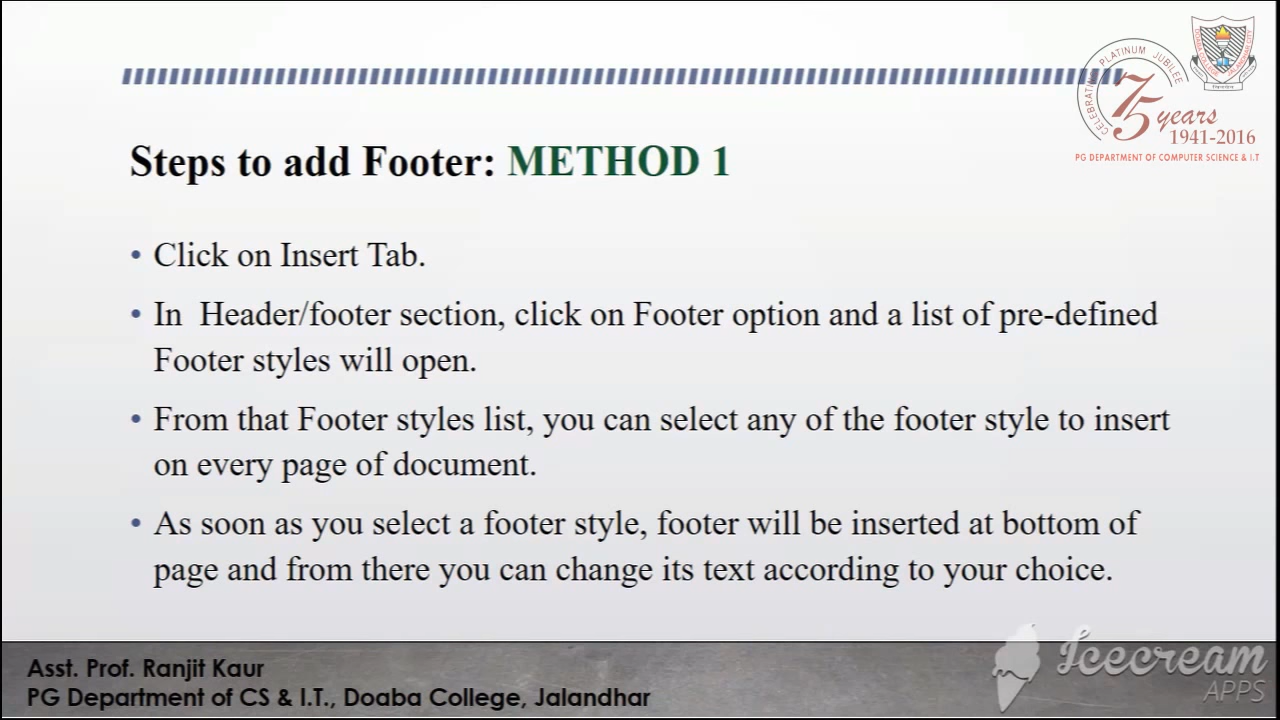 CELEBRATING PLATINUM JUBILEE
75 years
1941-2016
PG DEPARTMENT OF COMPUTER SCIENCE & I.T
Steps to add Footer: METHOD 1
• Click on Insert Tab.
• In Header/footer section, click on Footer option and a list of pre-defined
Footer styles will open.
• From that Footer styles list, you can select any of the footer style to insert
on every page of document.
• As soon as you select a footer style, footer will be inserted at bottom of
page and from there you can change its text according to your choice.
Asst. Prof. Ranjit Kaur
PG Department of CS & I.T., Doaba College, Jalandhar
Icecream
APPS